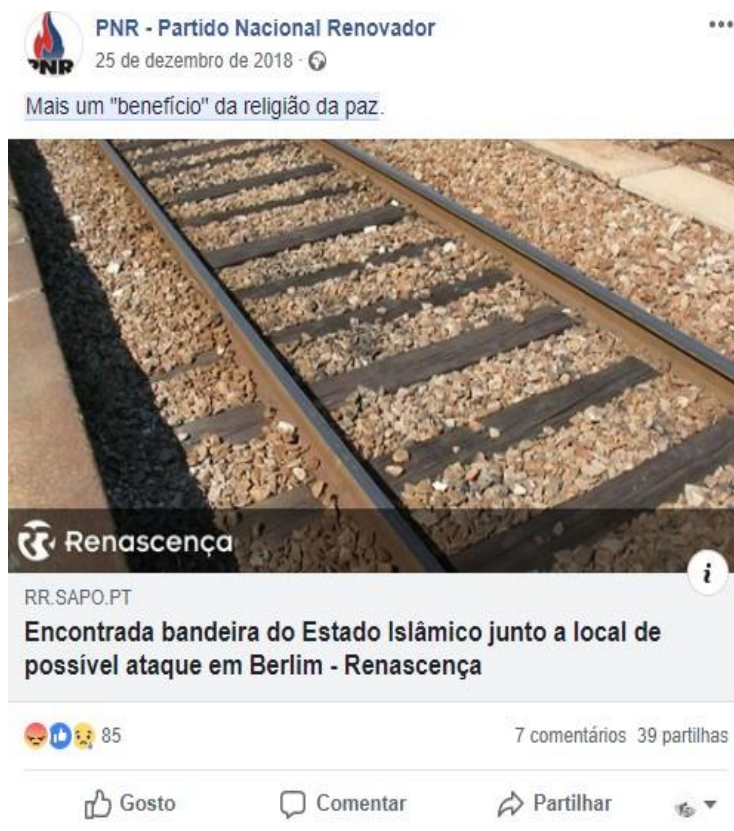 PNR
PNR - Partido Nacional Renovador
25 de dezembro de 2018 ·
Mais um "benefício" da religião da paz.
Renascença
i
RR.SAPO.PT
Encontrada bandeira do Estado Islâmico junto a local de
possível ataque em Berlim - Renascença
85
7 comentários 39 partilhas
Gosto
Comentar
Partilhar